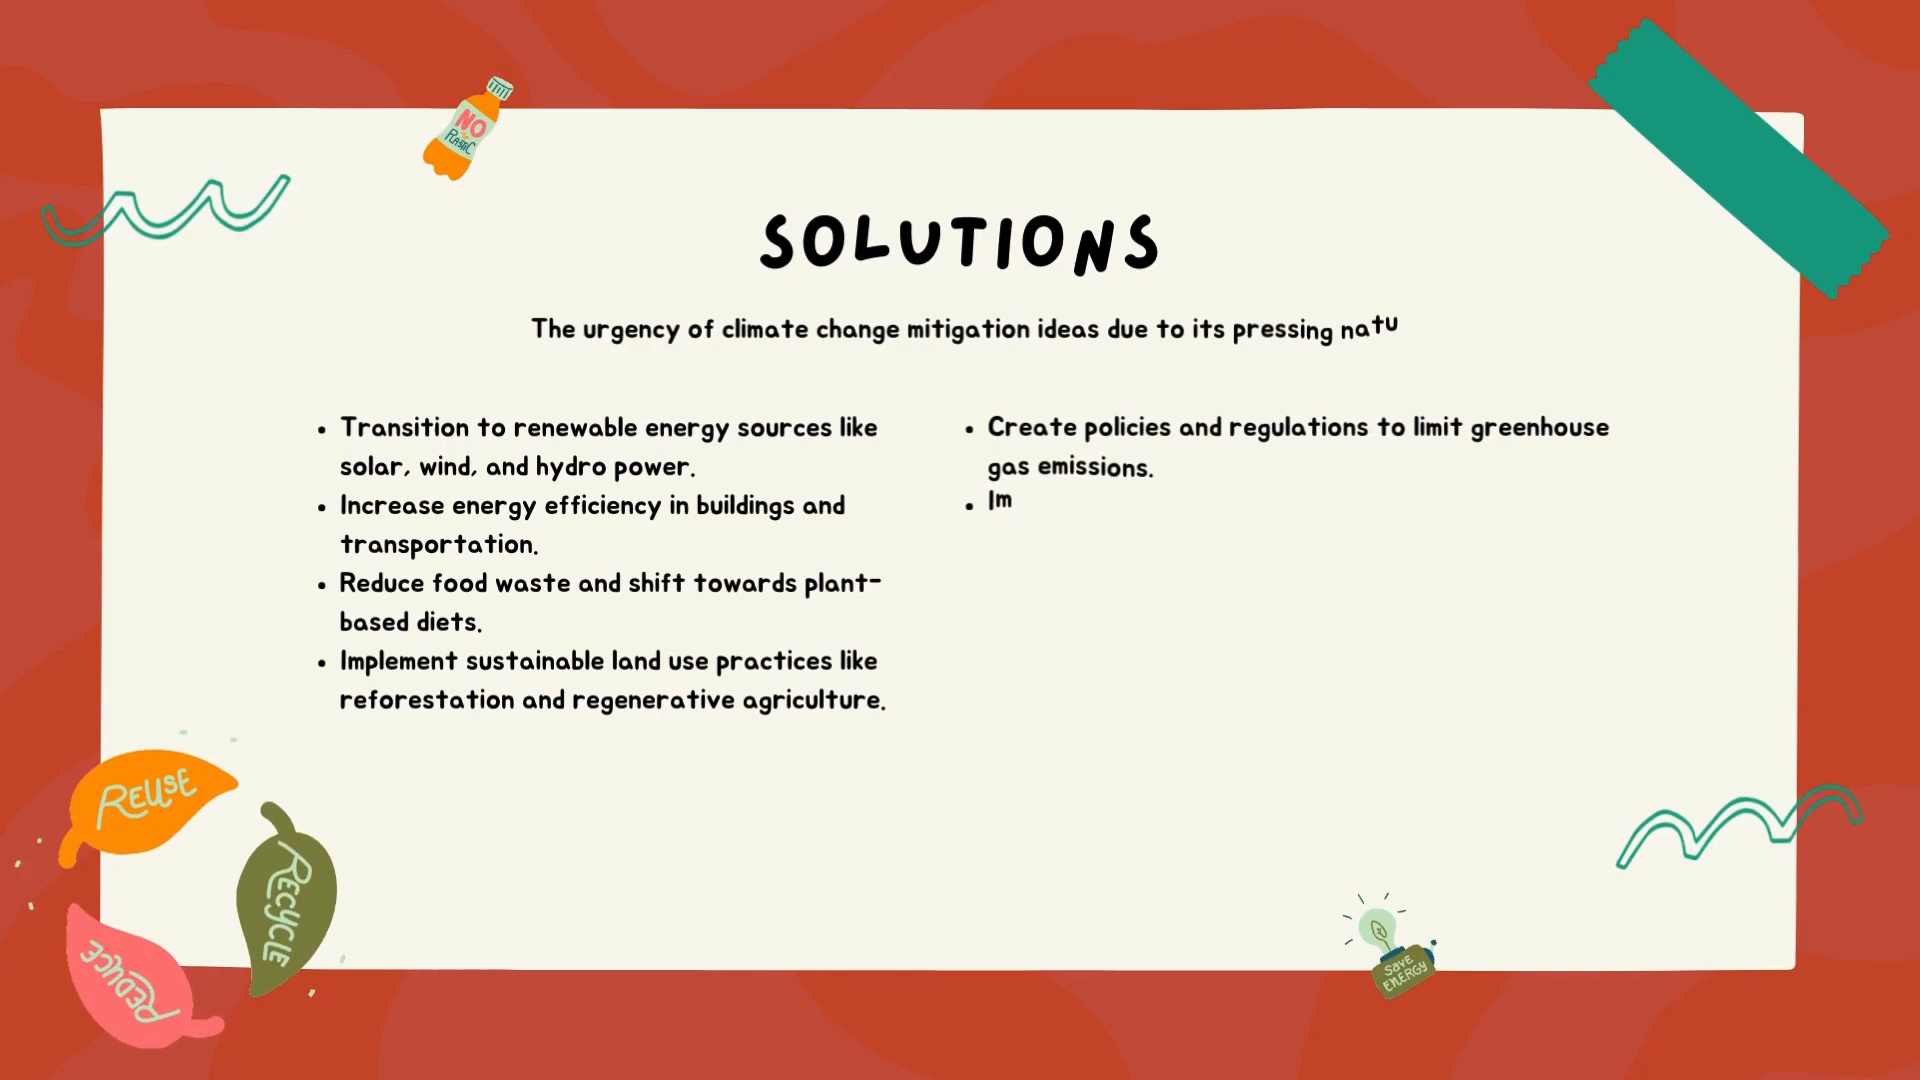 NO
PLASTIC
SOLUTIONS
The urgency of climate change mitigation ideas due to its pressing natu
• Transition to renewable energy sources like
solar, wind, and hydro power.
• Increase energy efficiency in buildings and
transportation.
• Reduce food waste and shift towards plant-
based diets.
• Implement sustainable land use practices like
reforestation and regenerative agriculture.
• Create policies and regulations to limit greenhouse
gas emissions.
• Im
REUSE
RECYCLE
REDUCE
SAVE
ENERGY